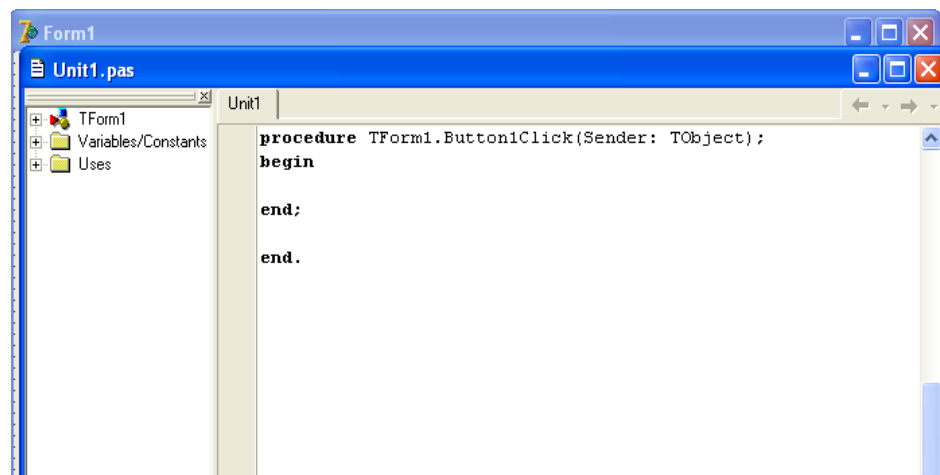 Form1
Unit1.pas
TForm1
Variables/Constants
Uses
Unit1
procedure TForm1.Button1Click(Sender: TObject);
begin
end;
end.